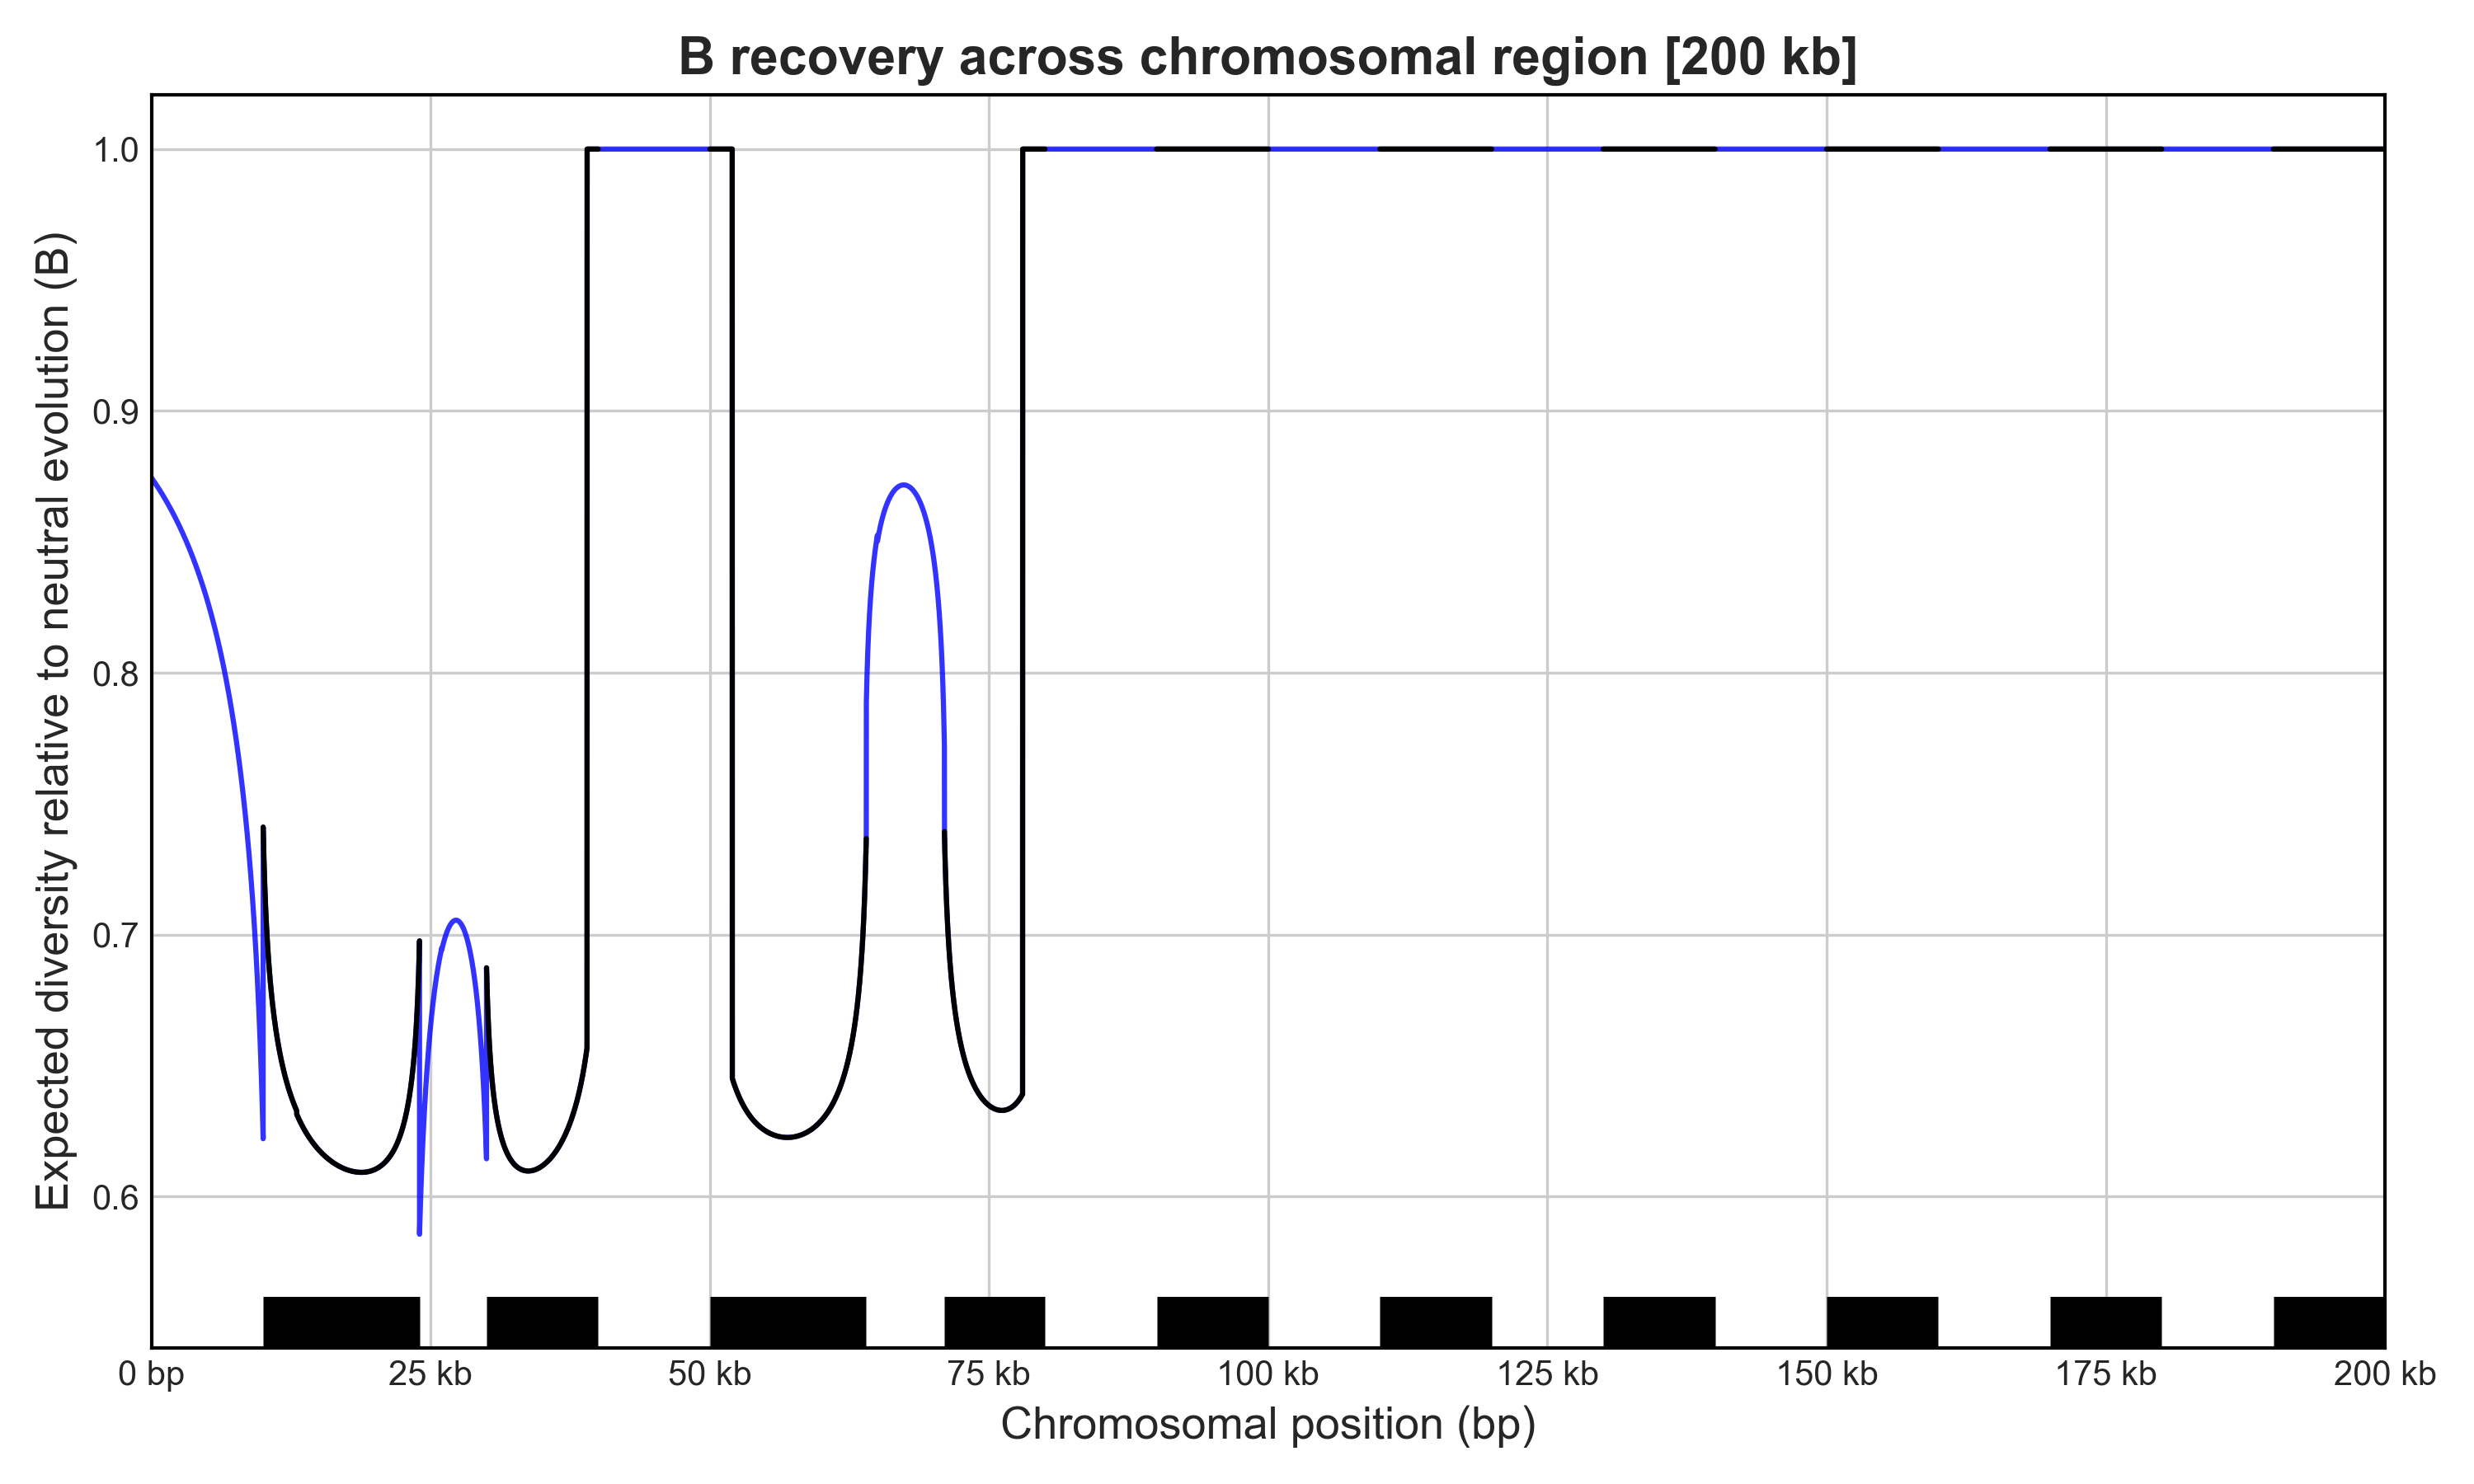 B recovery across chromosomal region [200 kb]
Expected diversity relative to neutral evolution (B)
1.0
0.9
0.8
0.7
0.6
0 bp 25 kb 50 kb 75 kb 100 kb 125 kb 150 kb 175 kb 200 kb
Chromosomal position (bp)